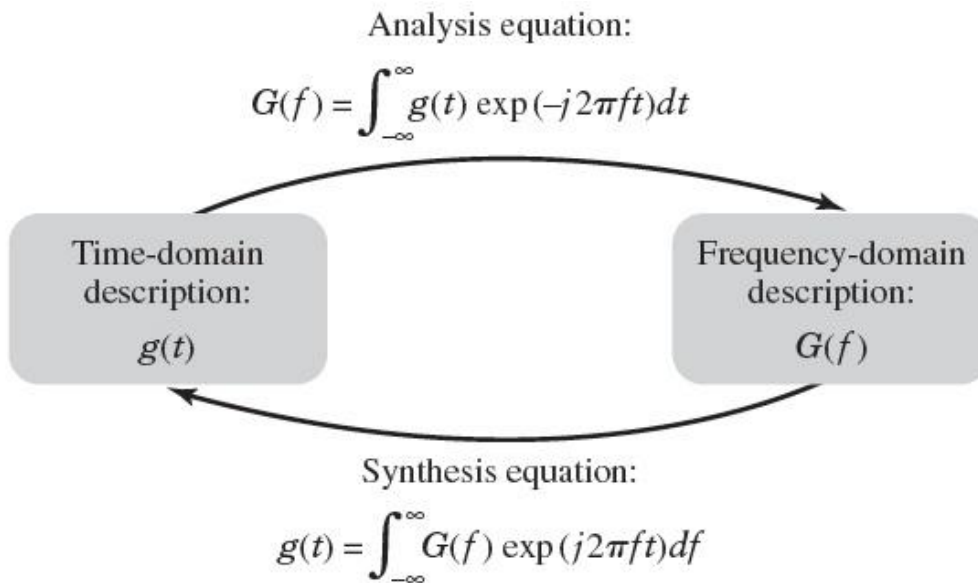 Analysis equation:
G(f) = ∫_{-∞}^{∞} g(t) exp(-j2πft)dt
Time-domain
description:
g(t)
Frequency-domain
description:
G(f)
Synthesis equation:
g(t) = ∫_{-∞}^{∞} G(f) exp(j2πft)df